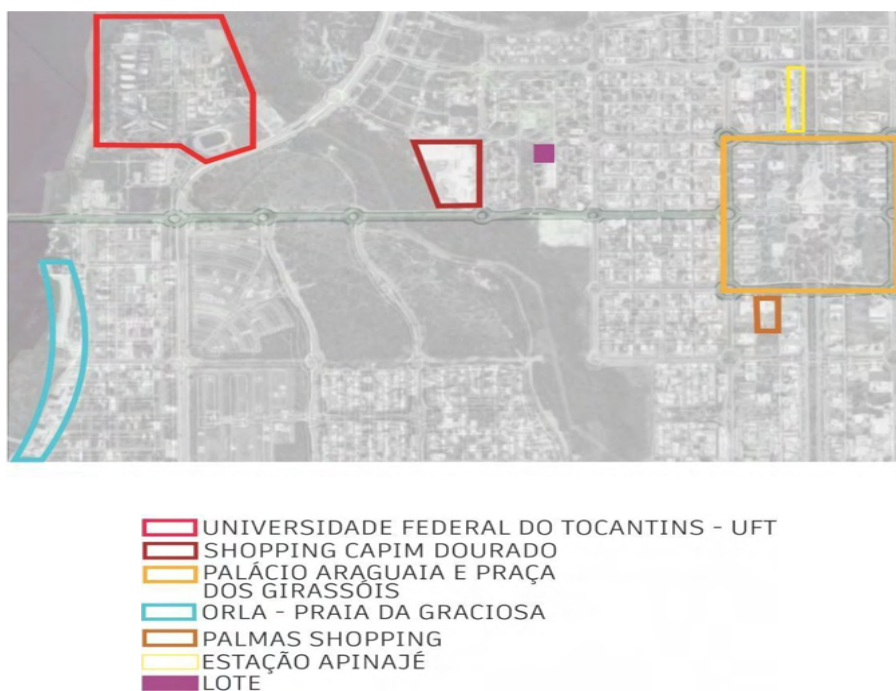 UNIVERSIDADE FEDERAL DO TOCANTINS - UFT
SHOPPING CAPIM DOURADO
PALÁCIO ARAGUAIA E PRAÇA
DOS GIRASSÓIS
ORLA - PRAIA DA GRACIOSA
PALMAS SHOPPING
ESTAÇÃO APINAJÉ
LOTE